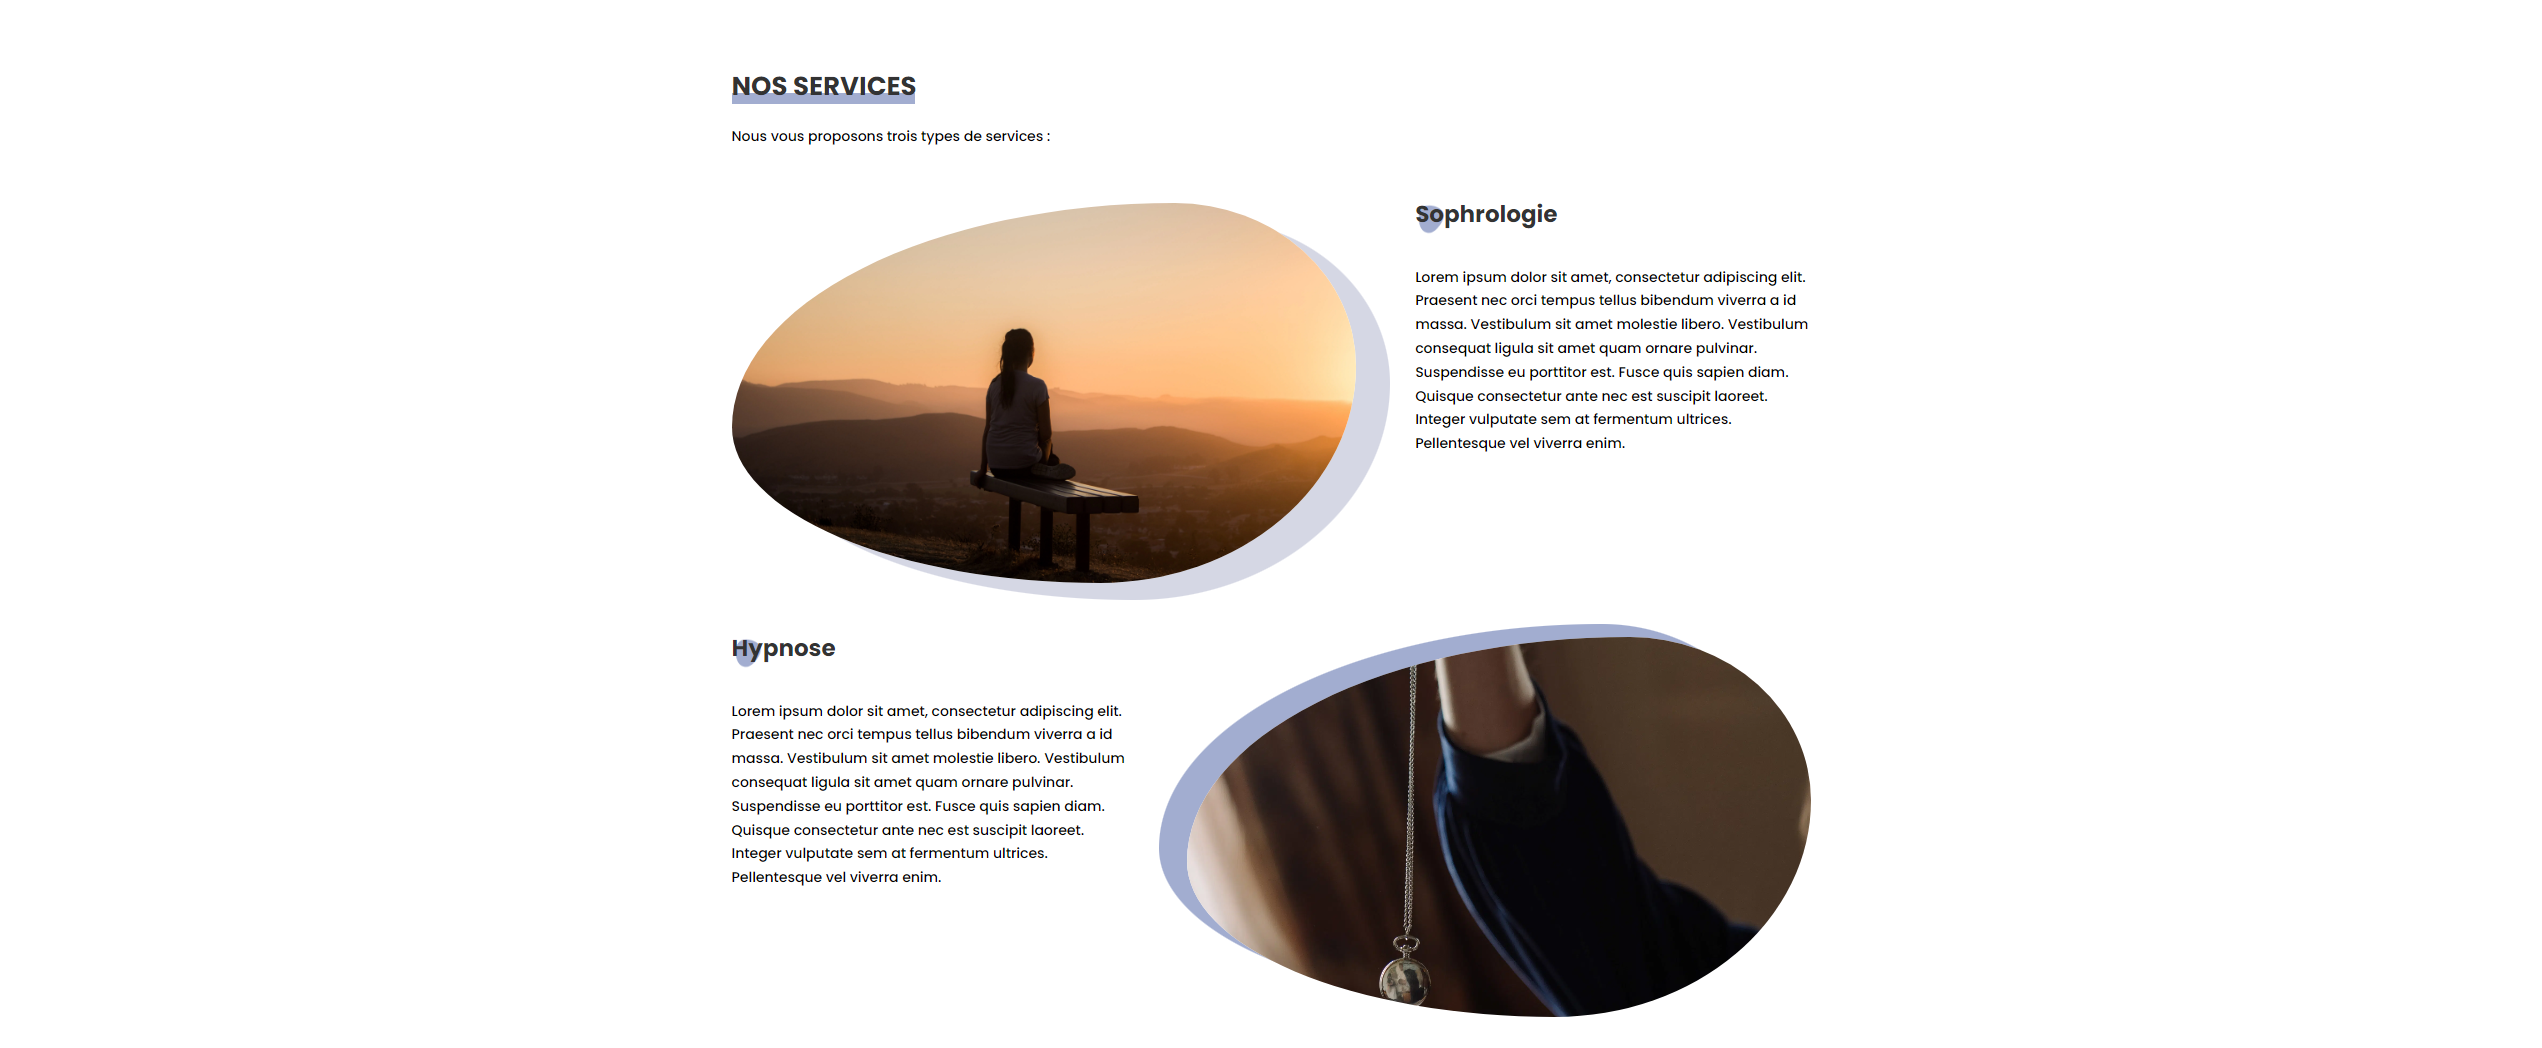 NOS SERVICES
Nous vous proposons trois types de services :
Sophrologie
Lorem ipsum dolor sit amet, consectetur adipiscing elit.
Praesent nec orci tempus tellus bibendum viverra a id
massa. Vestibulum sit amet molestie libero. Vestibulum
consequat ligula sit amet quam ornare pulvinar.
Suspendisse eu porttitor est. Fusce quis sapien diam.
Quisque consectetur ante nec est suscipit laoreet.
Integer vulputate sem at fermentum ultrices.
Pellentesque vel viverra enim.
Hypnose
Lorem ipsum dolor sit amet, consectetur adipiscing elit.
Praesent nec orci tempus tellus bibendum viverra a id
massa. Vestibulum sit amet molestie libero. Vestibulum
consequat ligula sit amet quam ornare pulvinar.
Suspendisse eu porttitor est. Fusce quis sapien diam.
Quisque consectetur ante nec est suscipit laoreet.
Integer vulputate sem at fermentum ultrices.
Pellentesque vel viverra enim.